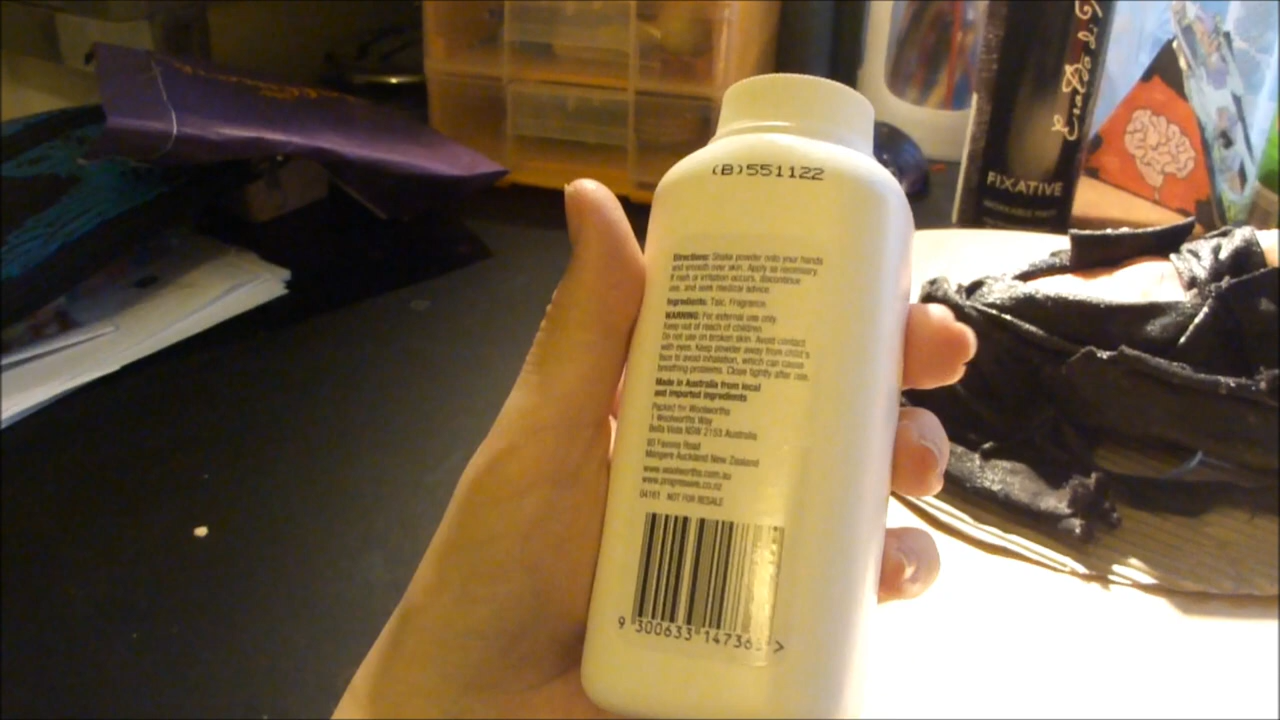 (B)551122
Directions: Shake powder onto your hands
and smooth over skin. Apply as necessary.
If rash or irritation occurs, discontinue
use, and seek medical advice.
Ingredients: Talc, Fragrance.
WARNING: For external use only.
Keep out of reach of children.
Do not use on broken skin. Avoid contact
with eyes. Keep powder away from child's
face to avoid inhalation, which can cause
breathing problems. Close tightly after use.
Made in Australia from local
and imported ingredients
Packed for Woolworths
1 Woolworths Way
Bella Vista NSW 2153 Australia
80 Favona Road
Mangere Auckland New Zealand
www.woolworths.com.au
www.progressive.co.nz
04161 NOT FOR RESALE
9 300633 14736 >
FIXATIVE